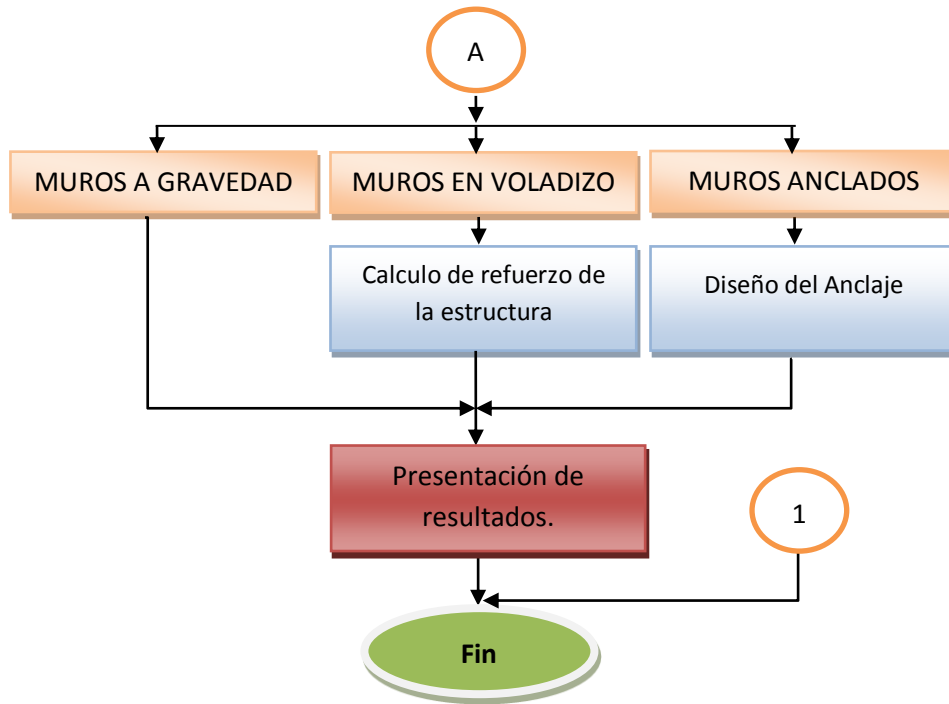 A
MUROS A GRAVEDAD
MUROS EN VOLADIZO
MUROS ANCLADOS
Calculo de refuerzo de
la estructura
Diseño del Anclaje
Presentación de
resultados.
1
Fin